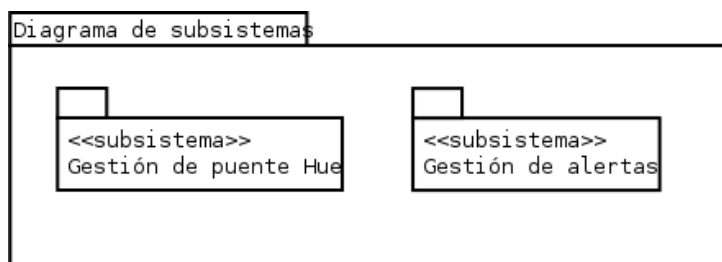 Diagrama de subsistemas
<<subsistema>>
Gestión de puente Hue
<<subsistema>>
Gestión de alertas